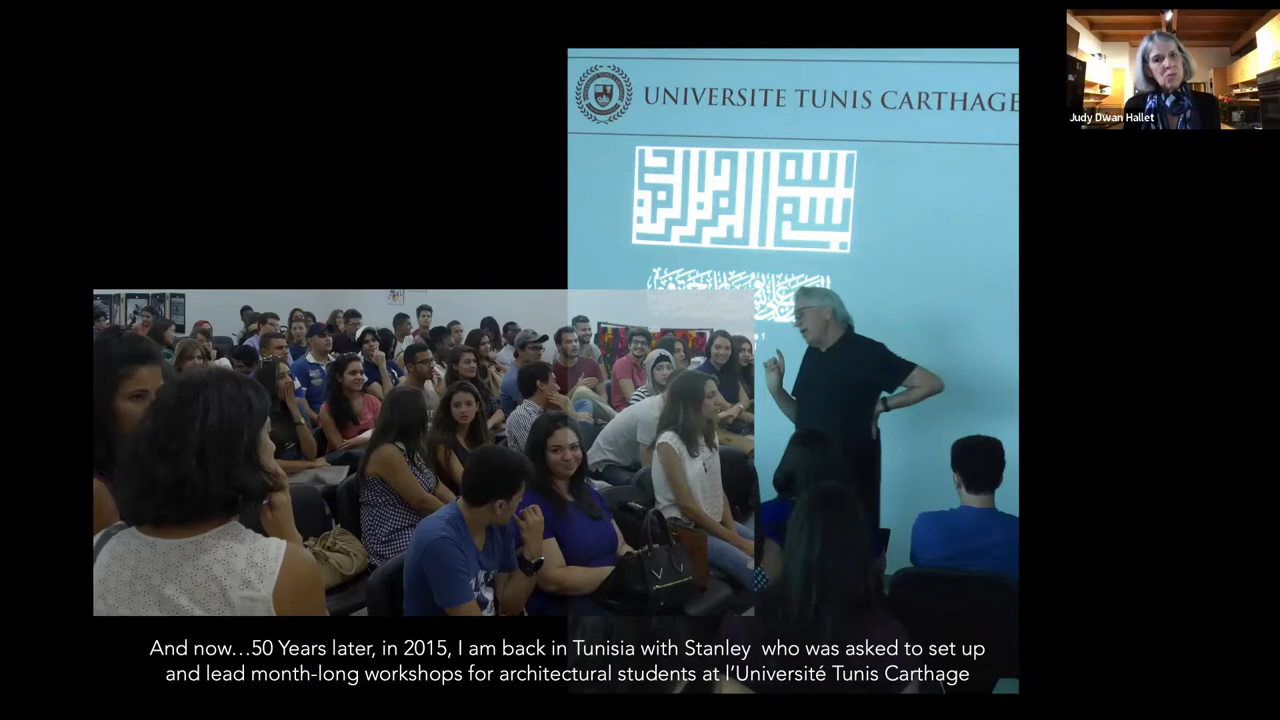 UNIVERSITE TUNIS CARTHAGE
Judy Dwan Hallet
And now...50 Years later, in 2015, I am back in Tunisia with Stanley who was asked to set up
and lead month-long workshops for architectural students at l’Université Tunis Carthage